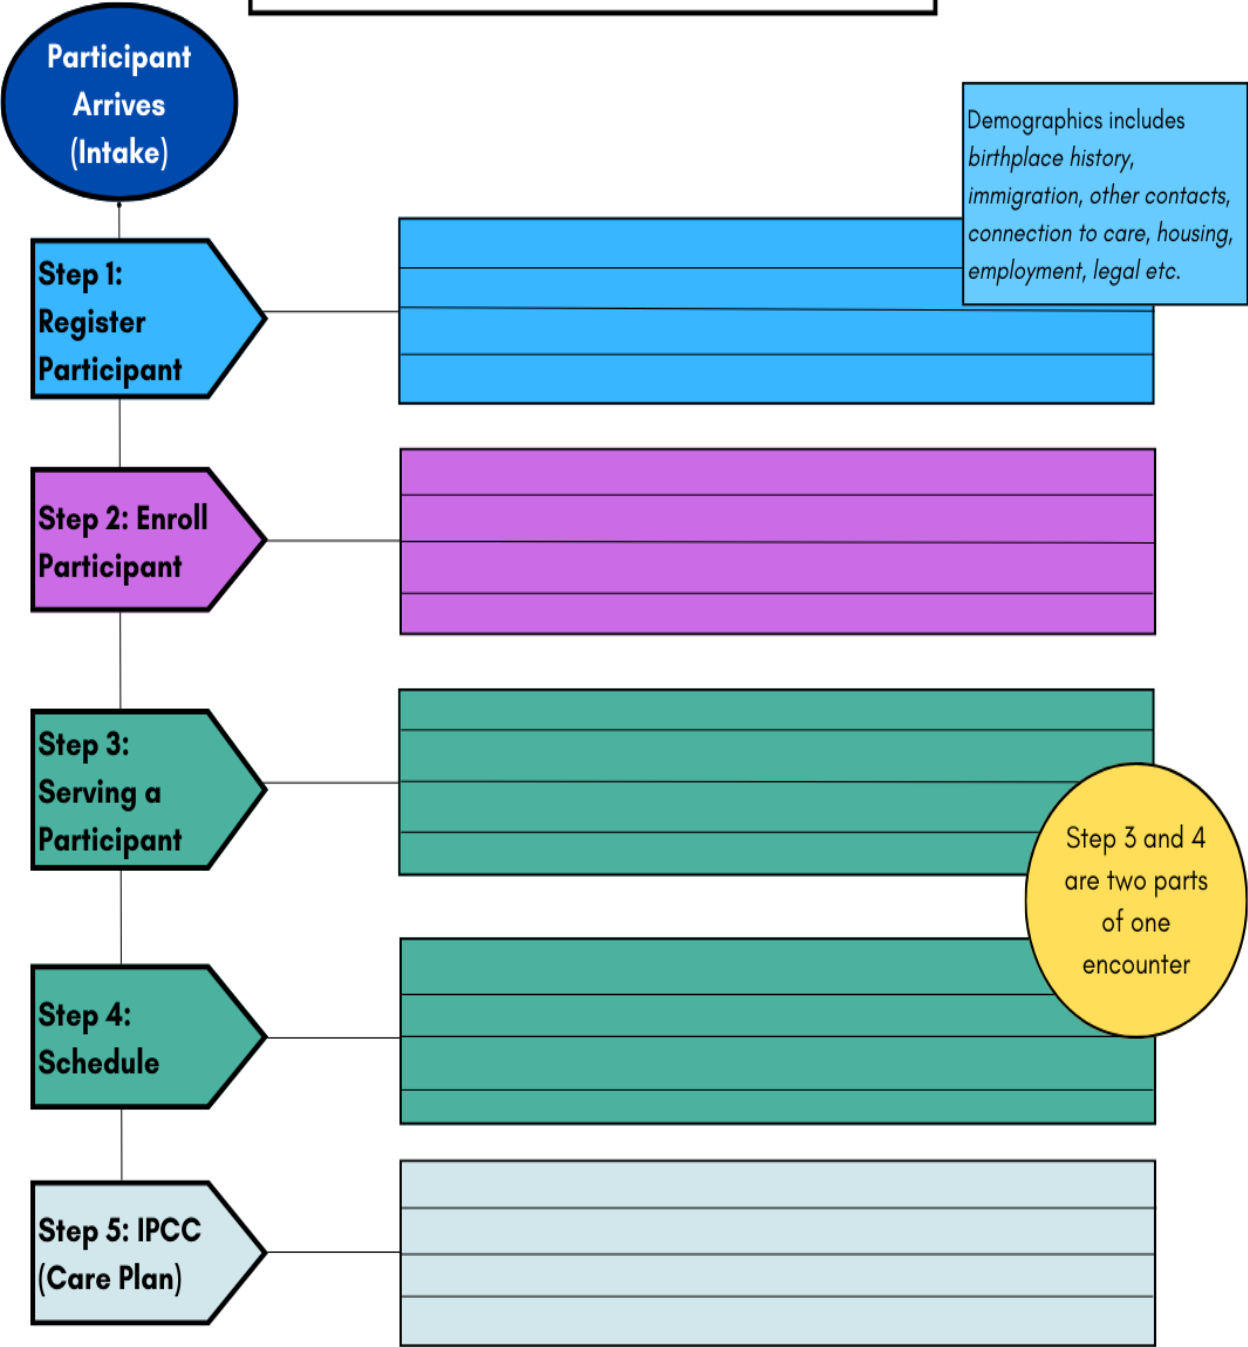 Participant
Arrives
(Intake)
Demographics includes
birthplace history,
immigration, other contacts,
connection to care, housing,
employment, legal etc.
Step 1:
Register
Participant
Step 2: Enroll
Participant
Step 3:
Serving a
Participant
Step 3 and 4
are two parts
of one
encounter
Step 4:
Schedule
Step 5: IPCC
(Care Plan)